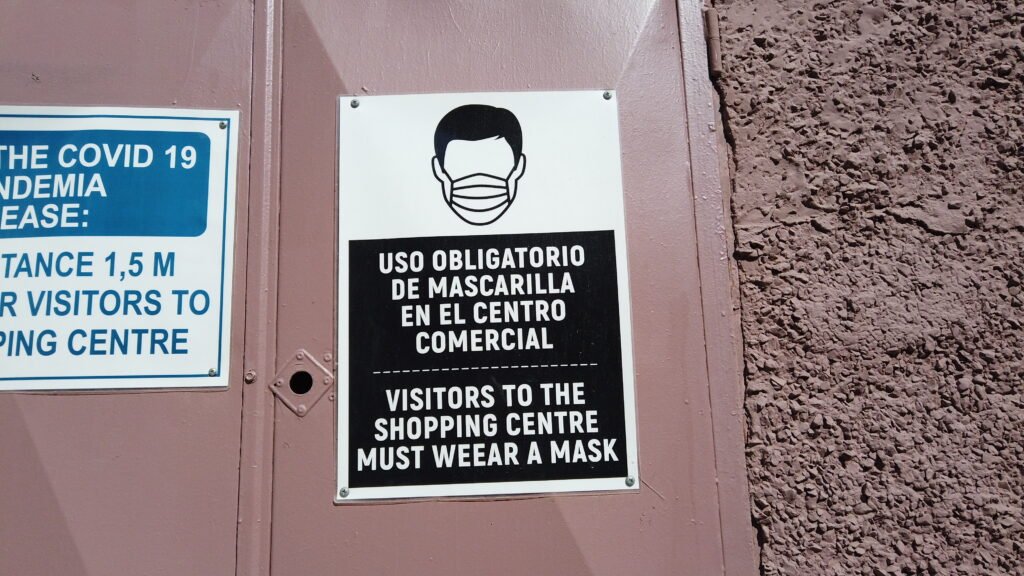 THE COVID 19
NDEMIA
EASE:
TANCE 1,5 M
R VISITORS TO
PING CENTRE
USO OBLIGATORIO
DE MASCARILLA
EN EL CENTRO
COMERCIAL
VISITORS TO THE
SHOPPING CENTRE
MUST WEEAR A MASK